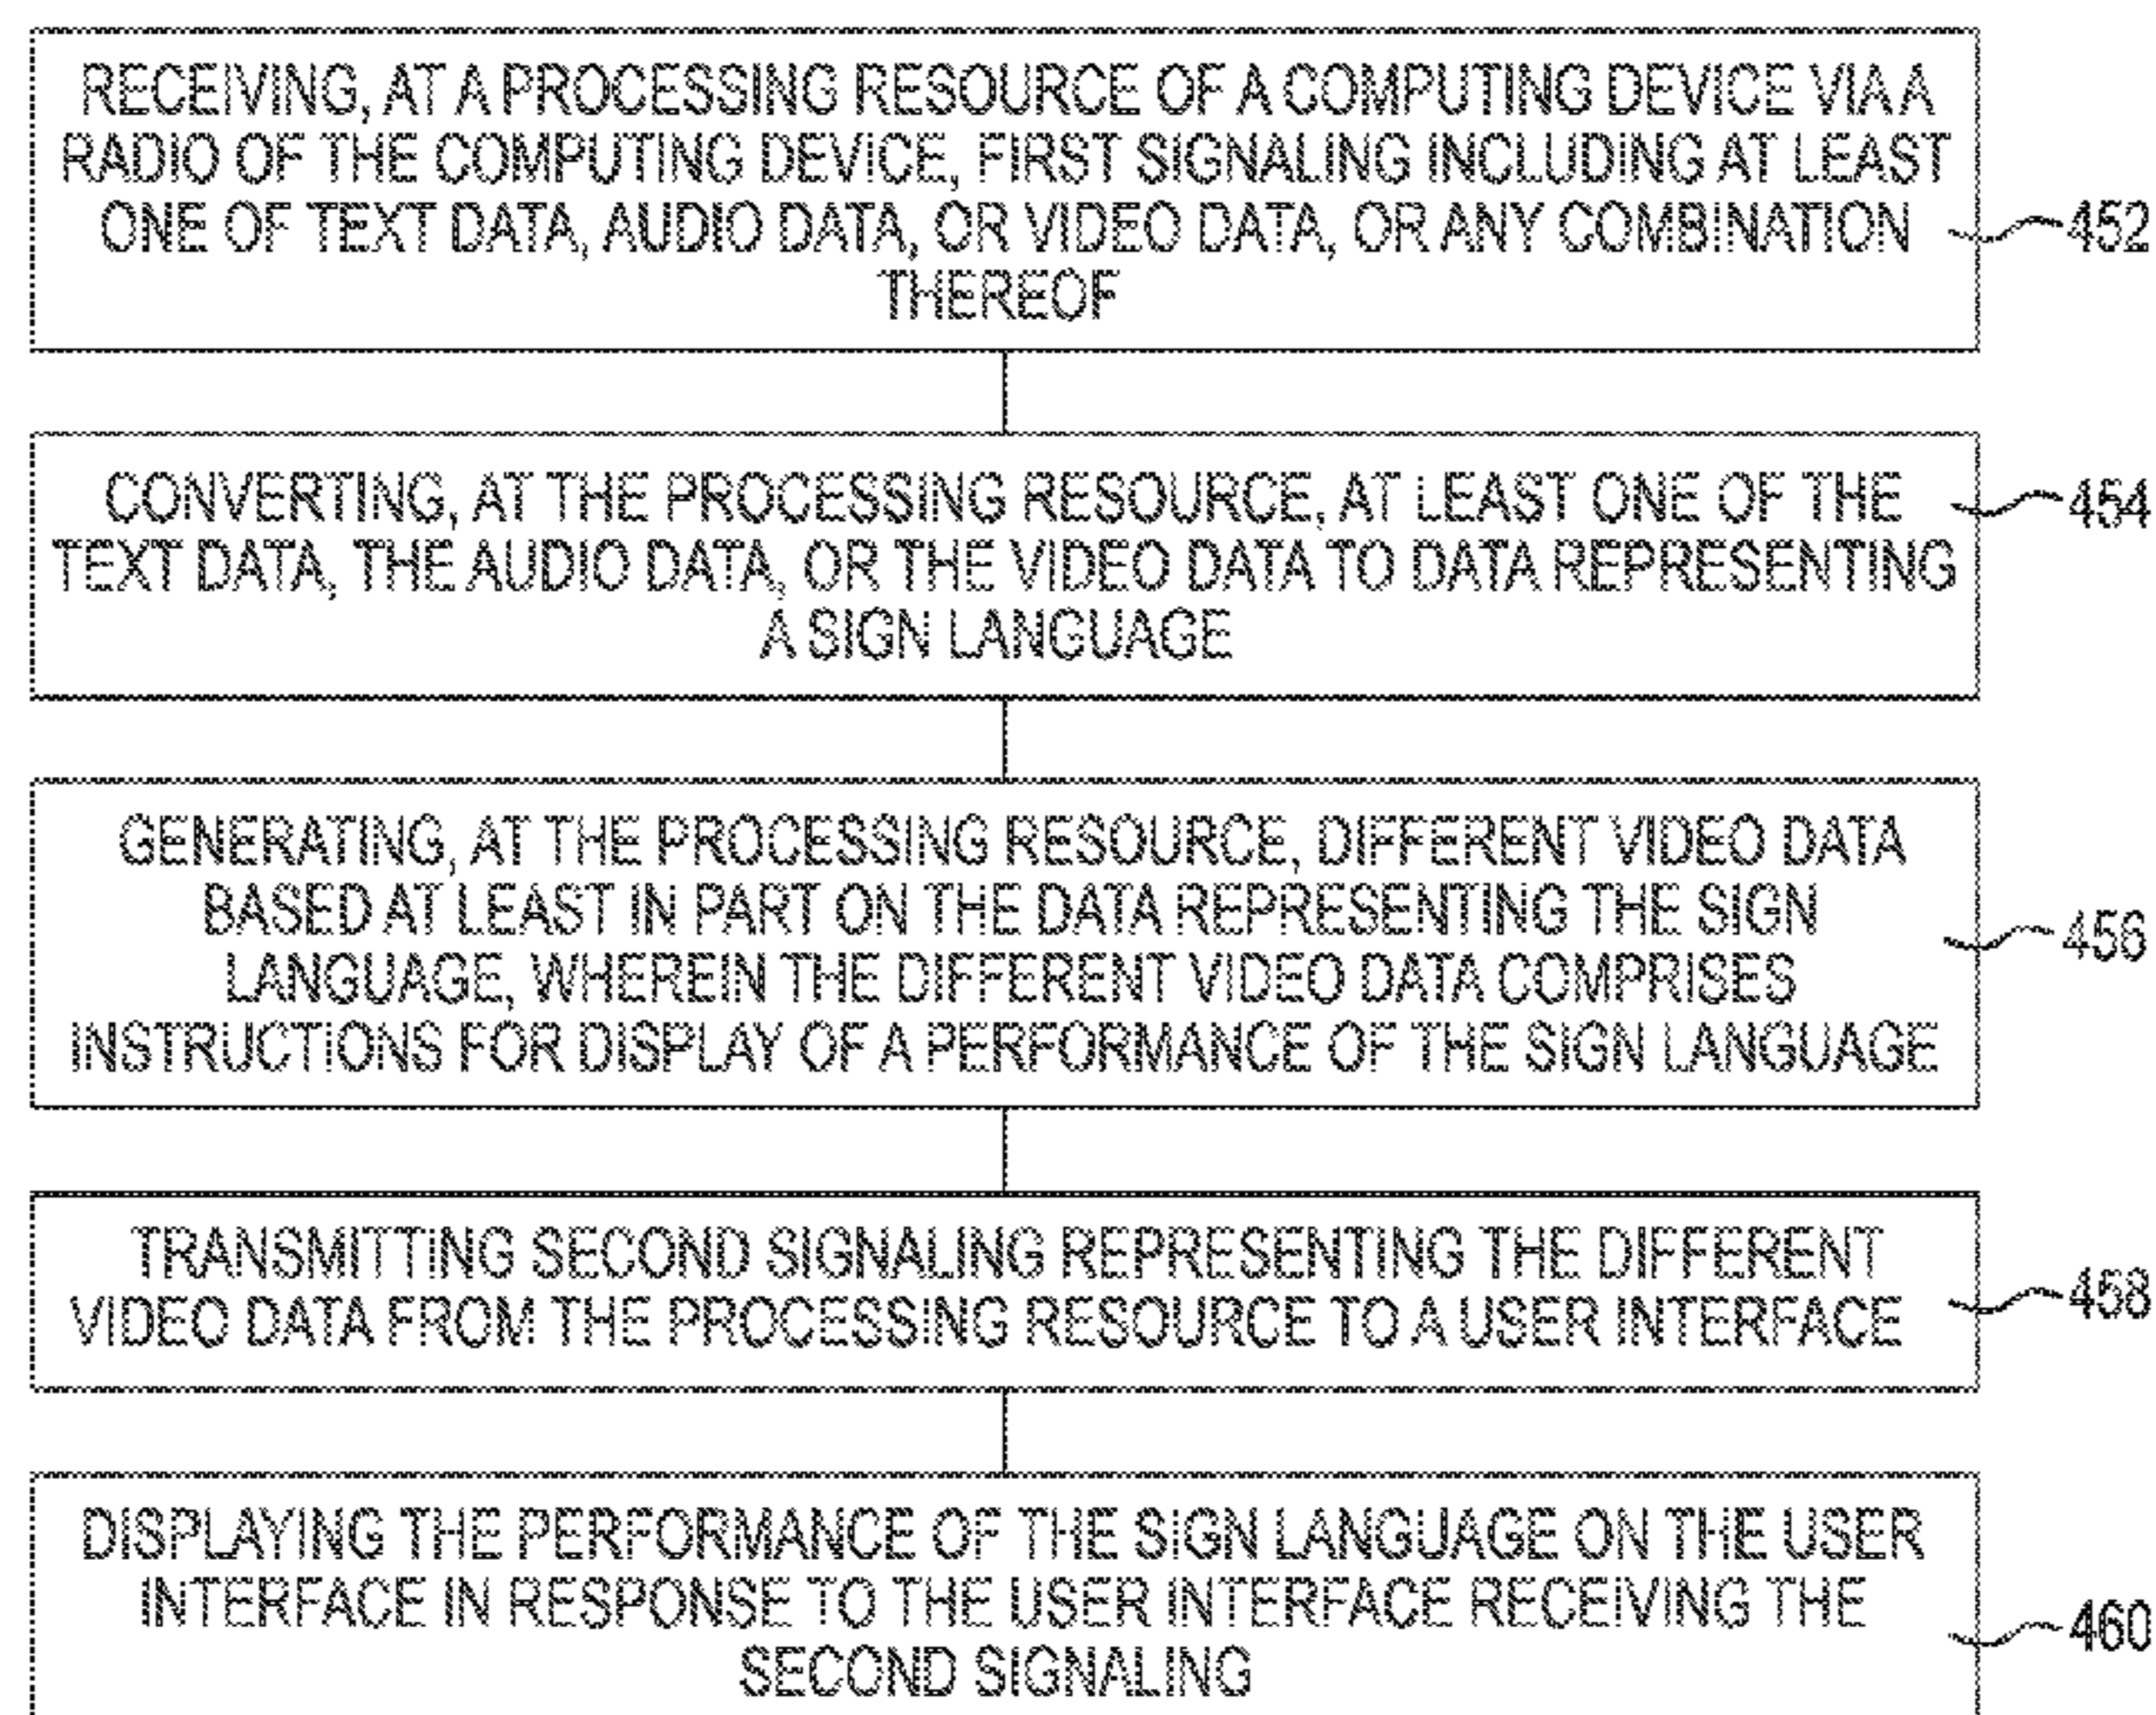 RECEIVING, AT A PROCESSING RESOURCE OF A COMPUTING DEVICE VIA A
RADIO OF THE COMPUTING DEVICE, FIRST SIGNALING INCLUDING AT LEAST
ONE OF TEXT DATA, AUDIO DATA, OR VIDEO DATA, OR ANY COMBINATION
THEREOF
452
CONVERTING, AT THE PROCESSING RESOURCE, AT LEAST ONE OF THE
TEXT DATA, THE AUDIO DATA, OR THE VIDEO DATA TO DATA REPRESENTING
A SIGN LANGUAGE
454
GENERATING, AT THE PROCESSING RESOURCE, DIFFERENT VIDEO DATA
BASED AT LEAST IN PART ON THE DATA REPRESENTING THE SIGN
LANGUAGE, WHEREIN THE DIFFERENT VIDEO DATA COMPRISES
INSTRUCTIONS FOR DISPLAY OF A PERFORMANCE OF THE SIGN LANGUAGE
456
TRANSMITTING SECOND SIGNALING REPRESENTING THE DIFFERENT
VIDEO DATA FROM THE PROCESSING RESOURCE TO A USER INTERFACE
458
DISPLAYING THE PERFORMANCE OF THE SIGN LANGUAGE ON THE USER
INTERFACE IN RESPONSE TO THE USER INTERFACE RECEIVING THE
SECOND SIGNALING
460